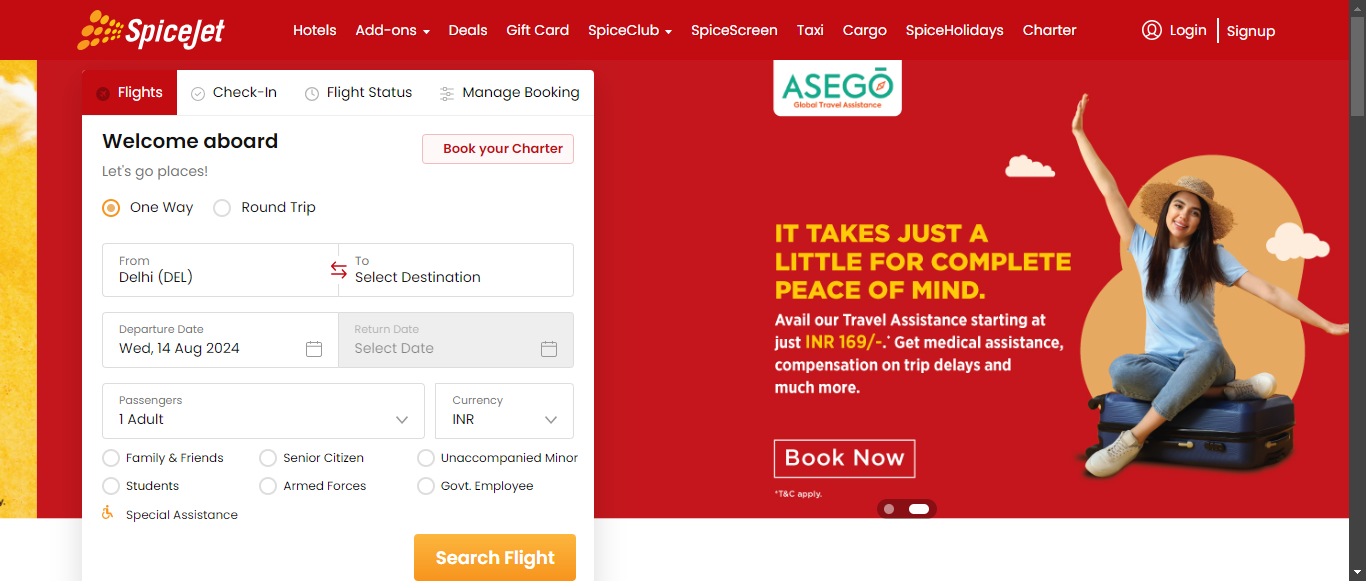 SpiceJet
Hotels Add-ons Deals Gift Card SpiceClub SpiceScreen Taxi Cargo SpiceHolidays Charter Login Signup
Flights Check-In Flight Status Manage Booking
Welcome aboard
Book your Charter
Let's go places!
One Way Round Trip
From To
Delhi (DEL) Select Destination
Departure Date Return Date
Wed, 14 Aug 2024 Select Date
Passengers Currency
1 Adult INR
Family & Friends Senior Citizen Unaccompanied Minor
Students Armed Forces Govt. Employee
Special Assistance
Search Flight
ASEGO
Global Travel Assistance
IT TAKES JUST A
LITTLE FOR COMPLETE
PEACE OF MIND.
Avail our Travel Assistance starting at
just INR 169/-.* Get medical assistance,
compensation on trip delays and
much more.
Book Now
*T&C apply.